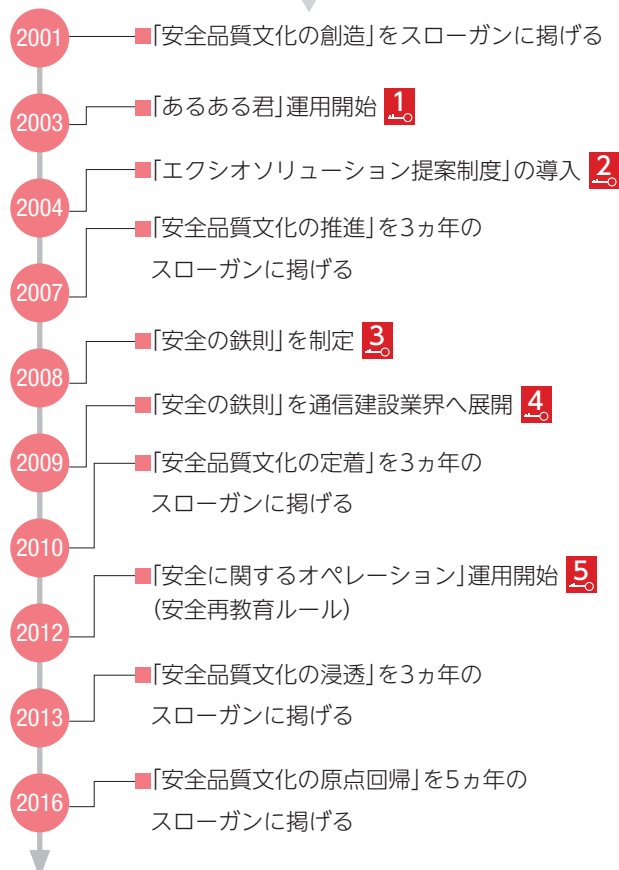 2001
■「安全品質文化の創造」をスローガンに掲げる
2003
■「あるある君」運用開始 1
2004
■「エクシオソリューション提案制度」の導入 2
2007
■「安全品質文化の推進」を3ヵ年の
スローガンに掲げる
2008
■「安全の鉄則」を制定 3
2009
■「安全の鉄則」を通信建設業界へ展開 4
2010
■「安全品質文化の定着」を3ヵ年の
スローガンに掲げる
2012
■「安全に関するオペレーション」運用開始 5
(安全再教育ルール)
2013
■「安全品質文化の浸透」を3ヵ年の
スローガンに掲げる
2016
■「安全品質文化の原点回帰」を5ヵ年の
スローガンに掲げる